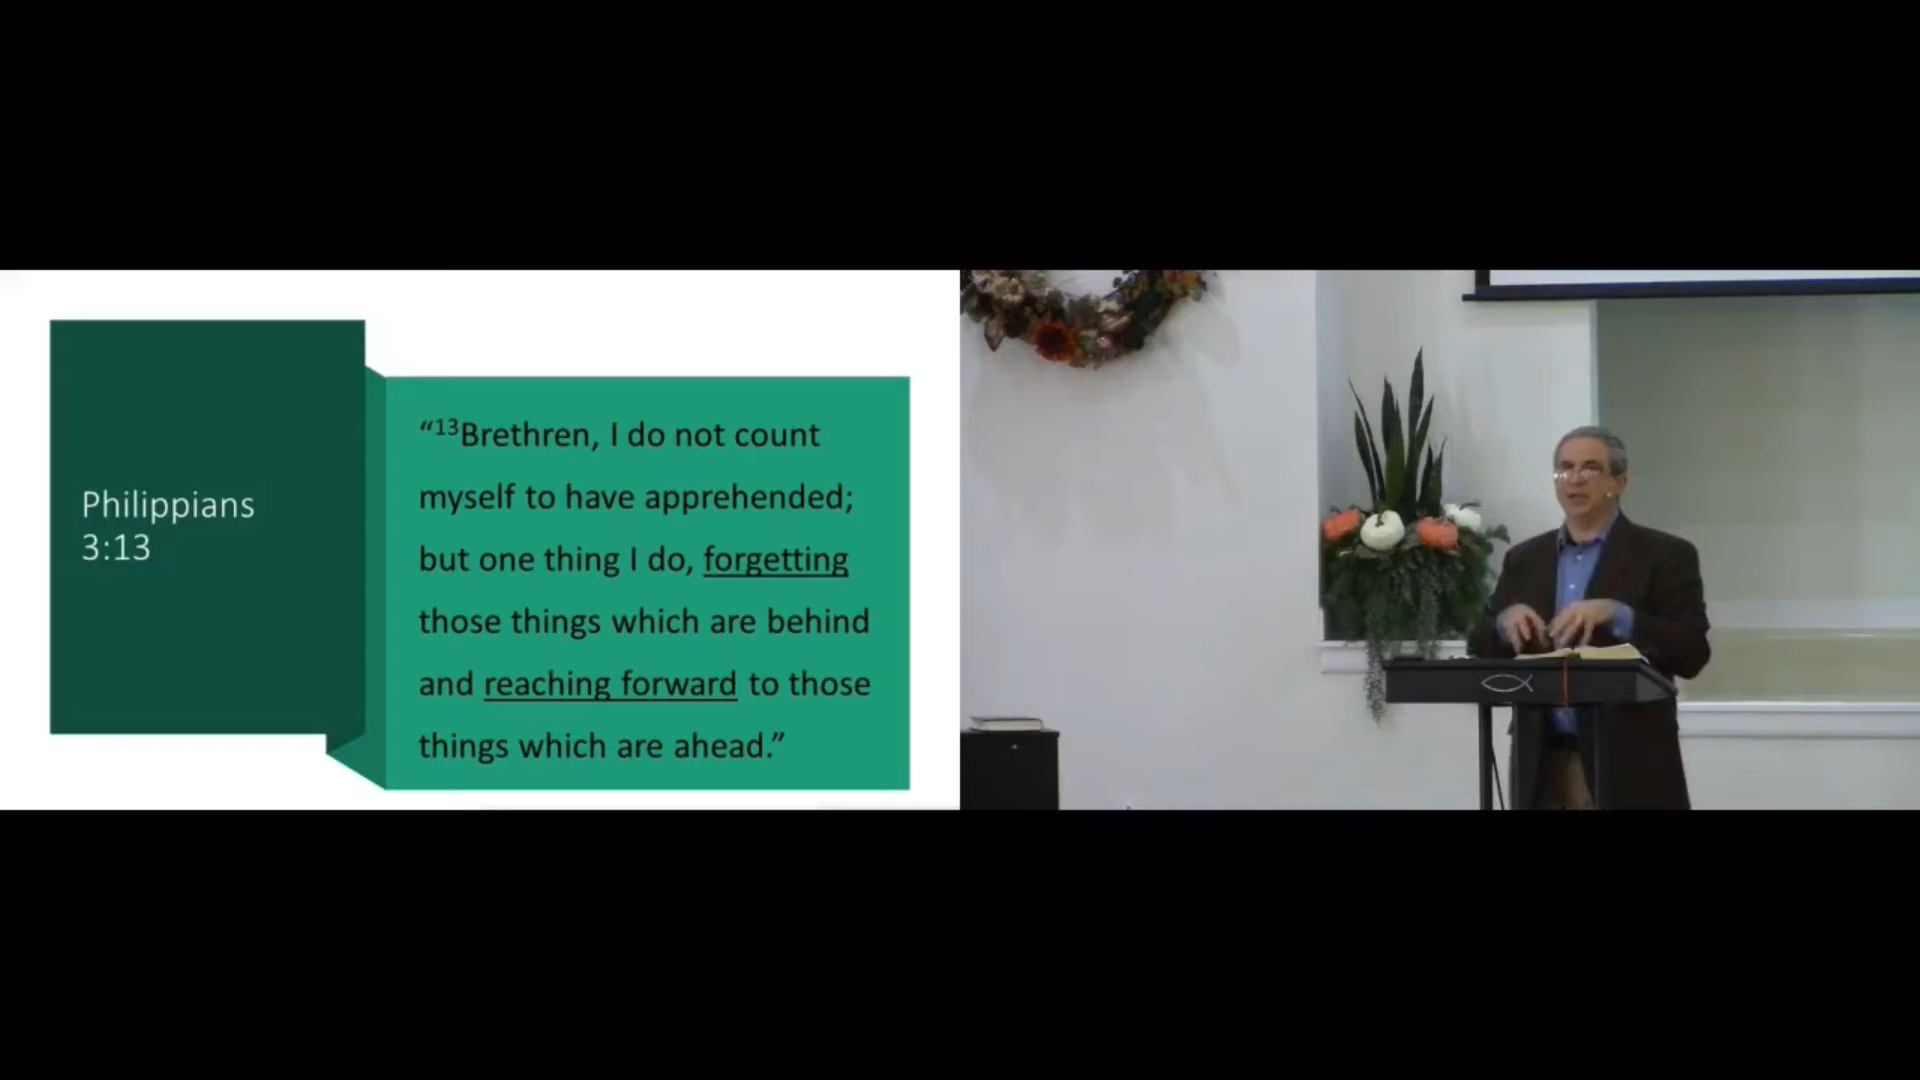 Philippians
3:13
“13Brethren, I do not count
myself to have apprehended;
but one thing I do, forgetting
those things which are behind
and reaching forward to those
things which are ahead.”